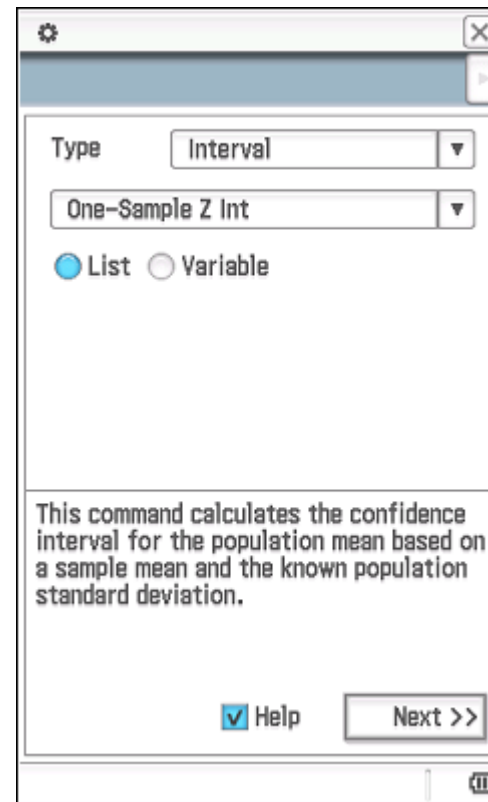 Type Interval
One-Sample Z Int
List Variable
This command calculates the confidence
interval for the population mean based on
a sample mean and the known population
standard deviation.
Help Next >>